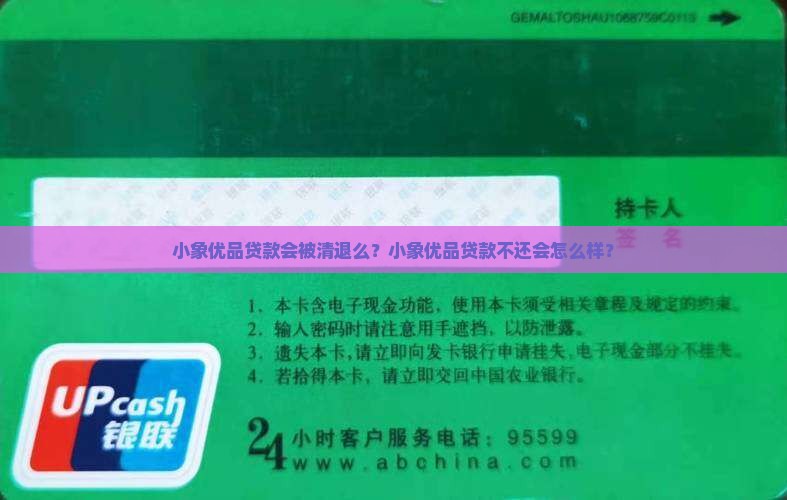 GEMALTOSHAU1068759C0119
持卡人
签 名
小象优品贷款会被清退么？小象优品贷款不还会怎么样？
1．本卡含电子现金功能，使用本卡须受相关章程及规定的约束。
2．输入密码时请注意用手遮挡，以防泄露。
3．遗失本卡,请立即向发卡银行申请挂失,电子现金部分不挂失。
4．若拾得本卡，请立即交回中国农业银行。
UPcash
银联
24小时客户服务电话：95599
www.abchina.com